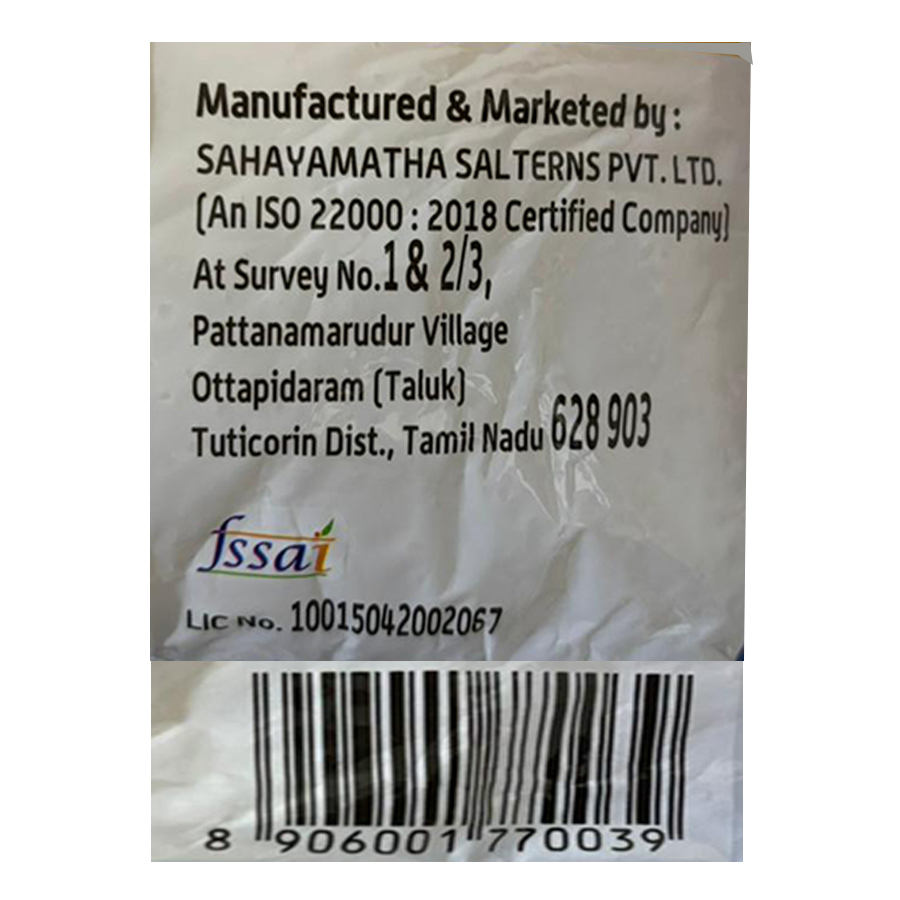 Manufactured & Marketed by :
SAHAYAMATHA SALTERNS PVT. LTD.
(An ISO 22000 : 2018 Certified Company)
At Survey No.1 & 2/3,
Pattanamarudur Village
Ottapidaram (Taluk)
Tuticorin Dist., Tamil Nadu 628 903
fssai
LIC No. 10015042002067
8 906001 770039